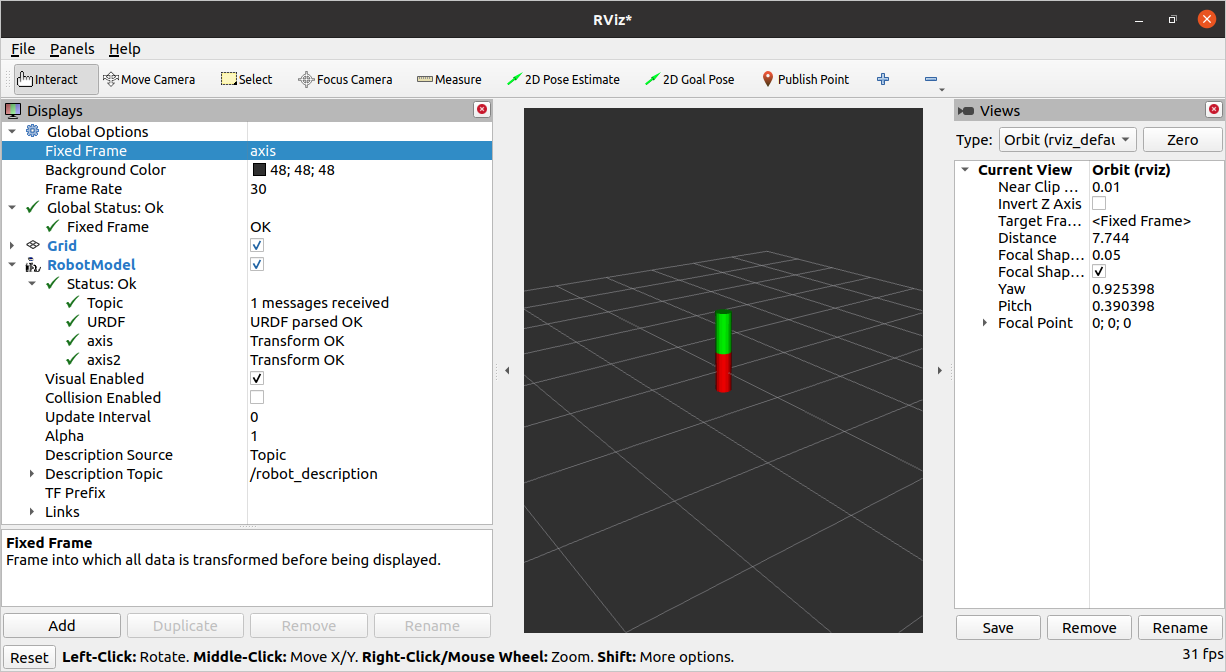 RViz*
File Panels Help
Interact Move Camera Select Focus Camera Measure 2D Pose Estimate 2D Goal Pose Publish Point
Displays
Global Options
Fixed Frame axis
Background Color 48; 48; 48
Frame Rate 30
Global Status: Ok
Fixed Frame OK
Grid
RobotModel
Status: Ok
Topic 1 messages received
URDF URDF parsed OK
axis Transform OK
axis2 Transform OK
Visual Enabled
Collision Enabled
Update Interval 0
Alpha 1
Description Source Topic
Description Topic /robot_description
TF Prefix
Links
Fixed Frame
Frame into which all data is transformed before being displayed.
Add Duplicate Remove Rename
Views
Type: Orbit (rviz_defau Zero
Current View Orbit (rviz)
Near Clip ... 0.01
Invert Z Axis
Target Fra... <Fixed Frame>
Distance 7.744
Focal Shap... 0.05
Focal Shap...
Yaw 0.925398
Pitch 0.390398
Focal Point 0; 0; 0
Save Remove Rename
Reset Left-Click: Rotate. Middle-Click: Move X/Y. Right-Click/Mouse Wheel: Zoom. Shift: More options. 31 fps